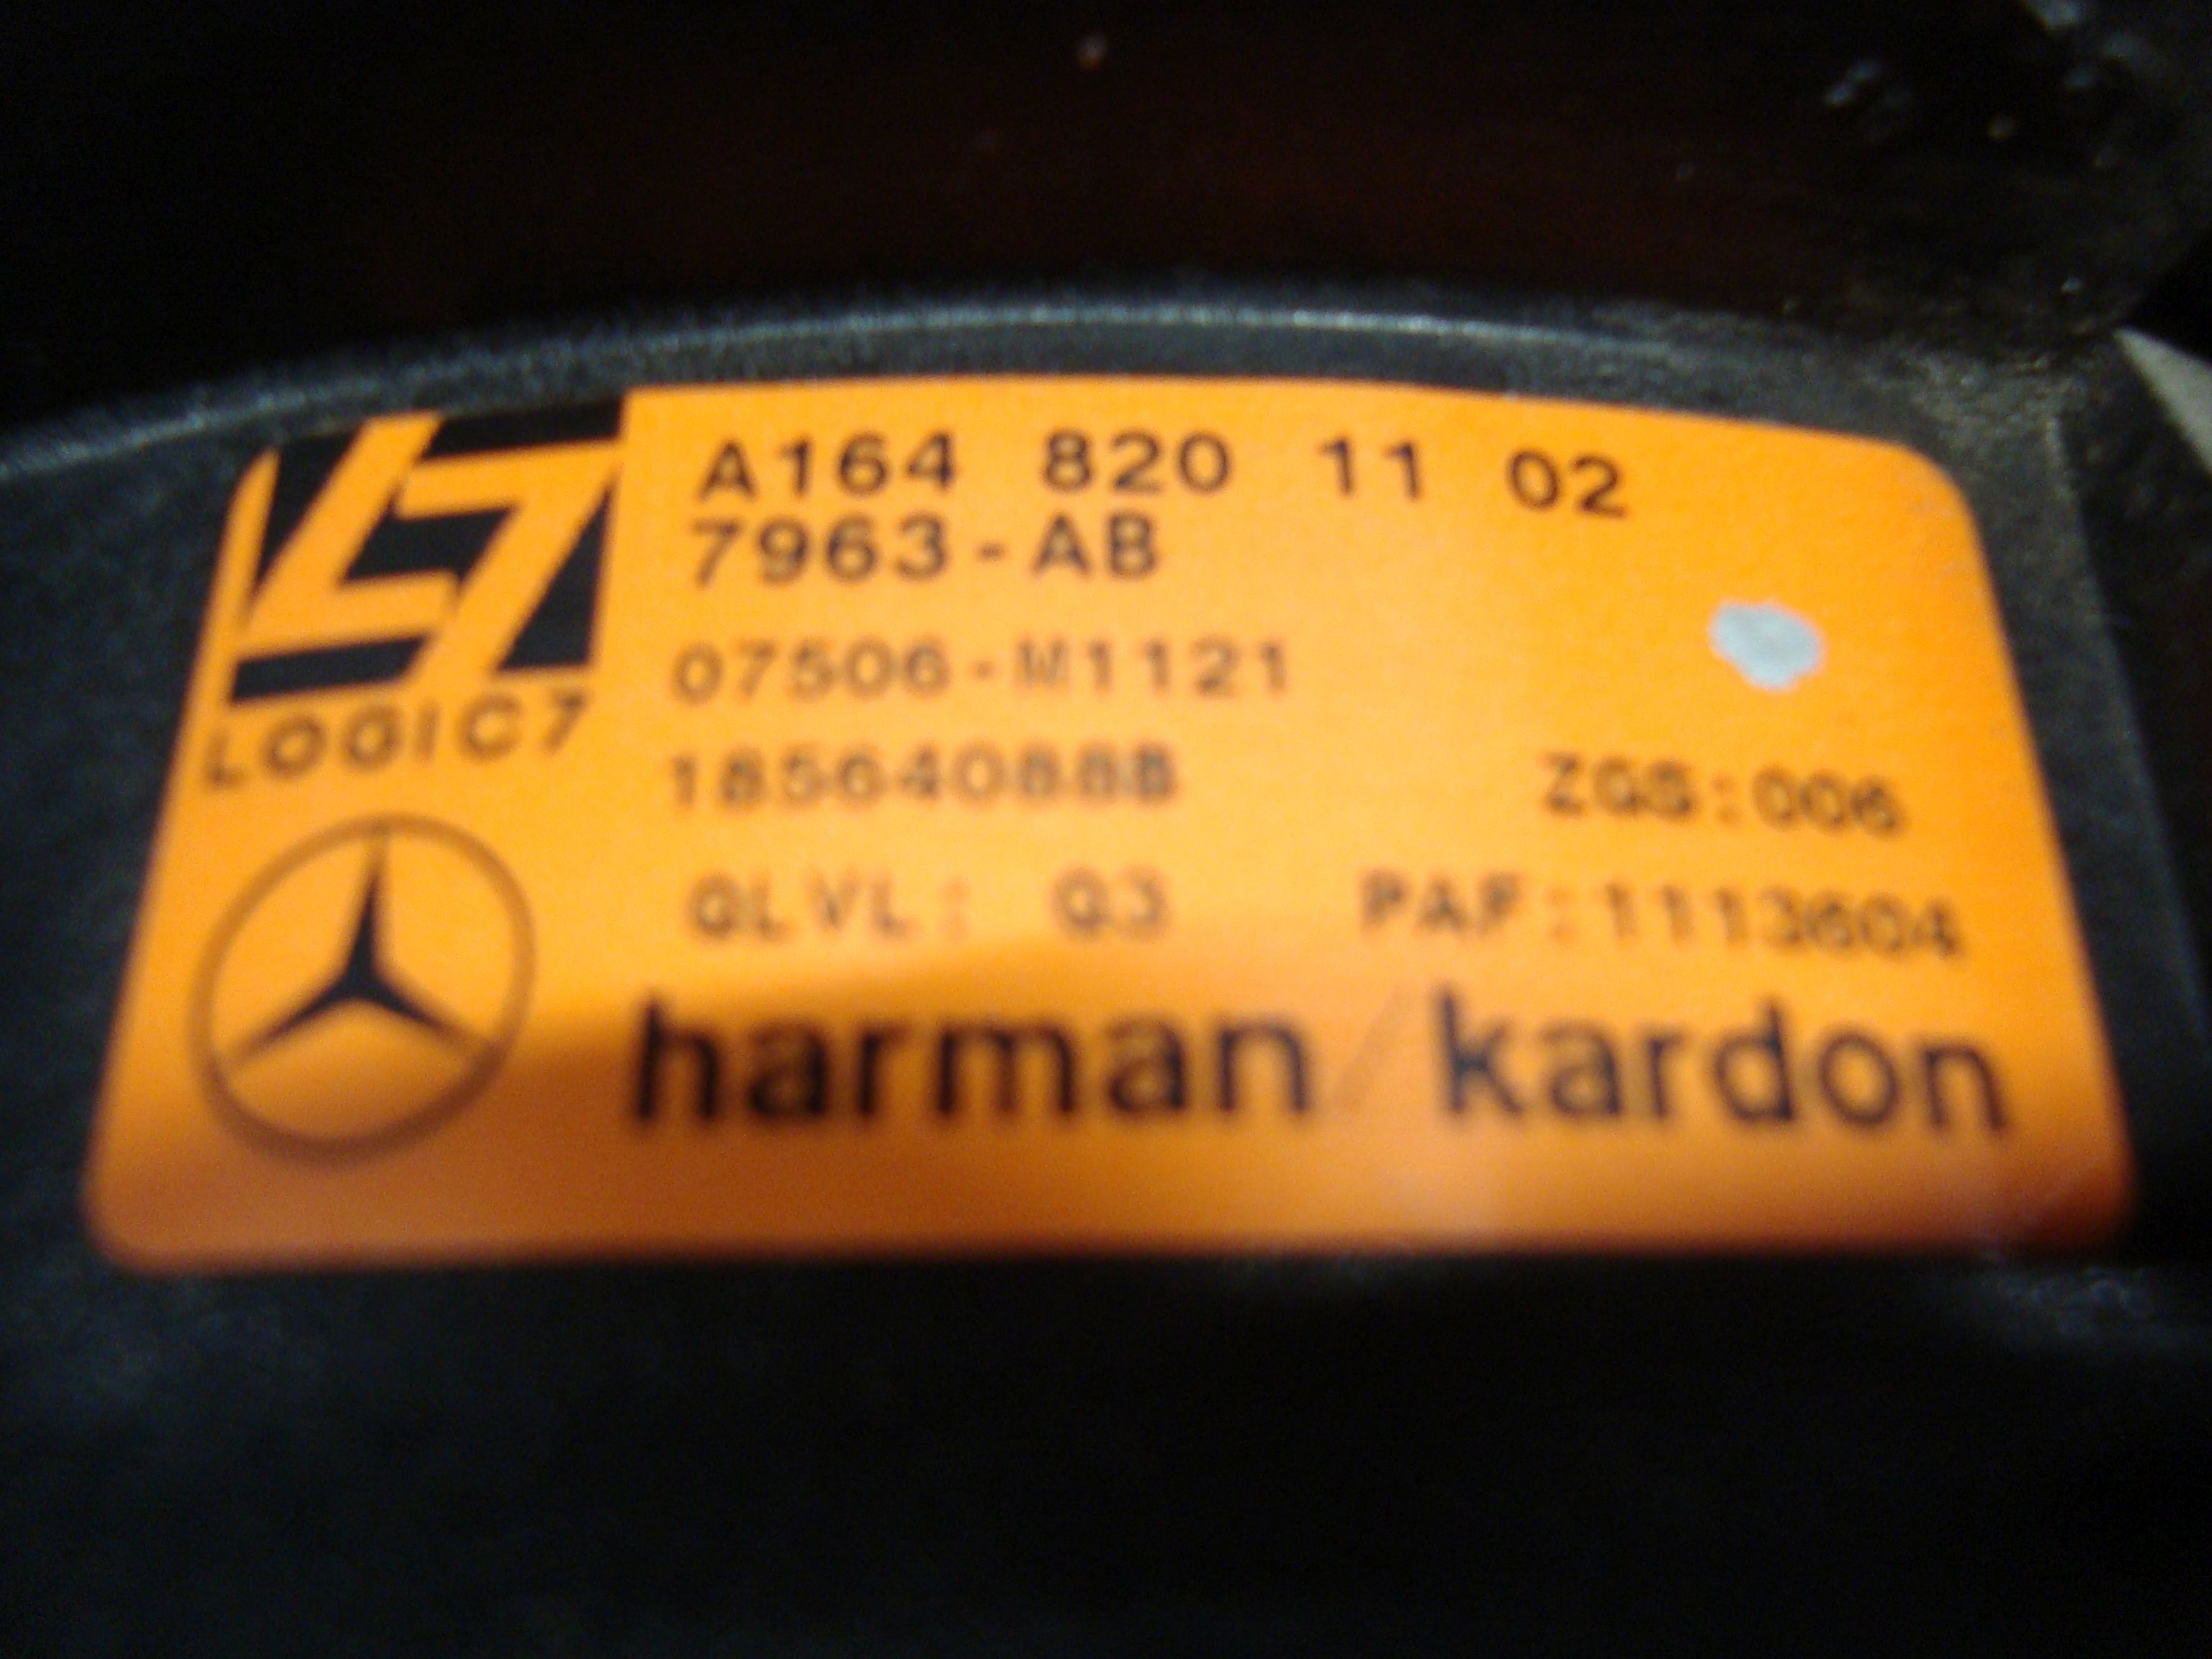 A164 820 11 02
7963-AB
07506-M1121
LOGIC7
185640888
ZGS:006
QLVL: Q3
PAF:1113604
harman/kardon